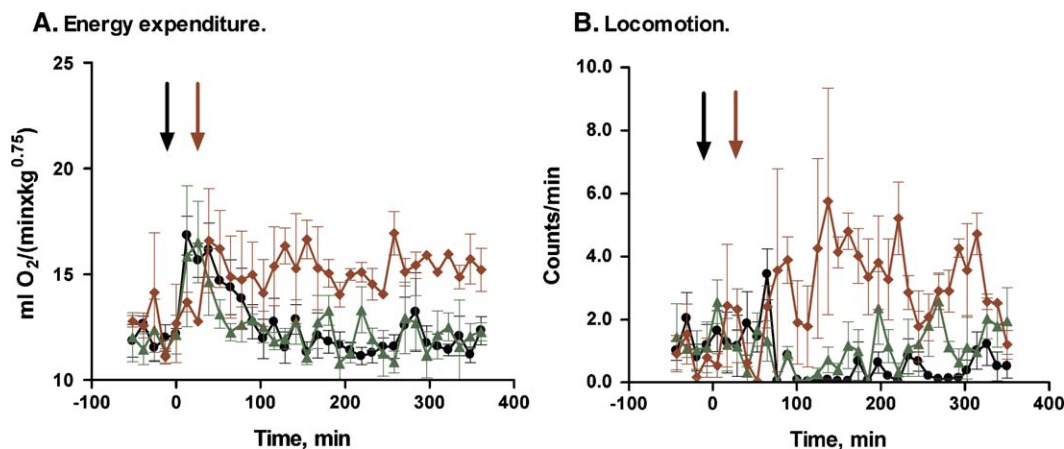 A. Energy expenditure.
25
20
15
10
-100 0 100 200 300 400
ml O2/(minxkg0.75)
Time, min
B. Locomotion.
10.0
8.0
6.0
4.0
2.0
0.0
-100 0 100 200 300 400
Counts/min
Time, min